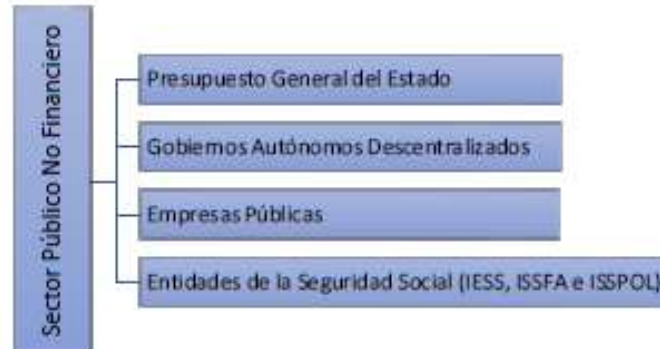 Sector Público No Financiero
Presupuesto General del Estado
Gobiernos Autónomos Descentralizados
Empresas Públicas
Entidades de la Seguridad Social (IESS, ISSFA e ISSPOL)